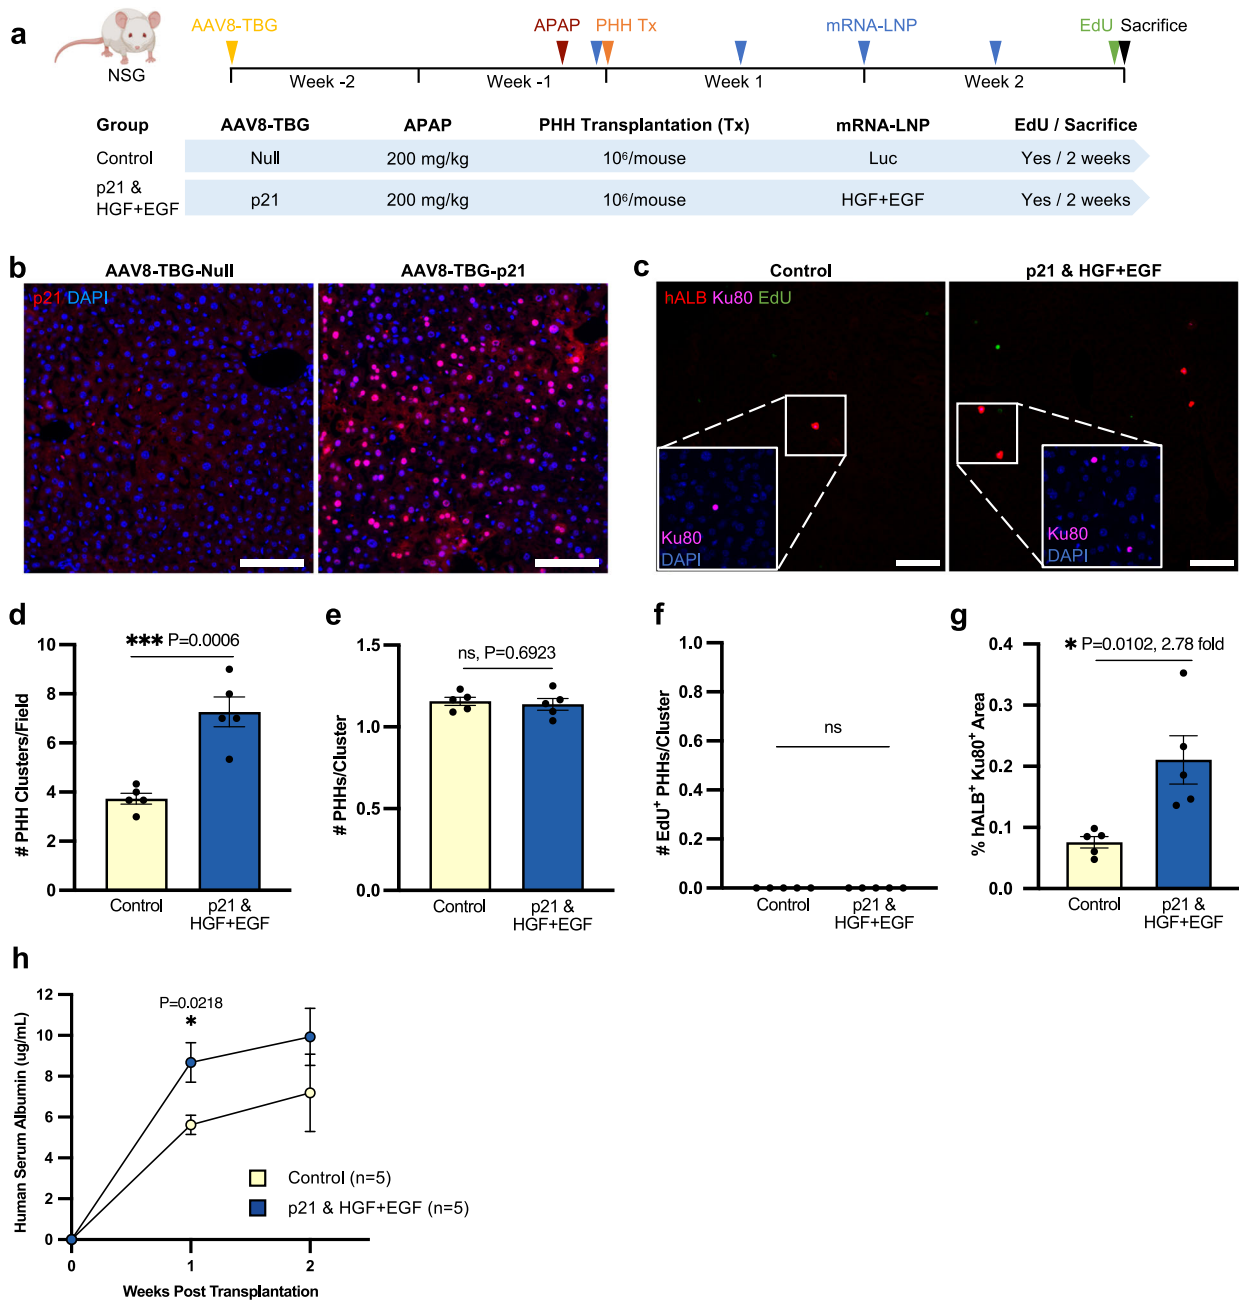 a
AAV8-TBG
APAP
PHH Tx
mRNA-LNP
EdU
Sacrifice
NSG
Week -2
Week -1
Week 1
Week 2
Group AAV8-TBG APAP PHH Transplantation (Tx) mRNA-LNP EdU / Sacrifice
Control Null 200 mg/kg 10⁶/mouse Luc Yes / 2 weeks
p21 &
HGF+EGF p21 200 mg/kg 10⁶/mouse HGF+EGF Yes / 2 weeks
b
AAV8-TBG-Null
AAV8-TBG-p21
p21 DAPI
c
Control
p21 & HGF+EGF
hALB Ku80 EdU
Ku80
DAPI
Ku80
DAPI
d
*** P=0.0006
# PHH Clusters/Field
10
8
6
4
2
0
Control
p21 &
HGF+EGF
e
ns, P=0.6923
# PHHs/Cluster
1.5
1.0
0.5
0.0
Control
p21 &
HGF+EGF
f
ns
# EdU⁺ PHHs/Cluster
1.0
0.8
0.6
0.4
0.2
0.0
Control
p21 &
HGF+EGF
g
* P=0.0102, 2.78 fold
% hALB⁺ Ku80⁺ Area
0.4
0.3
0.2
0.1
0.0
Control
p21 &
HGF+EGF
h
P=0.0218
*
Human Serum Albumin (ug/mL)
12
10
8
6
4
2
0
Control (n=5)
p21 & HGF+EGF (n=5)
0 1 2
Weeks Post Transplantation